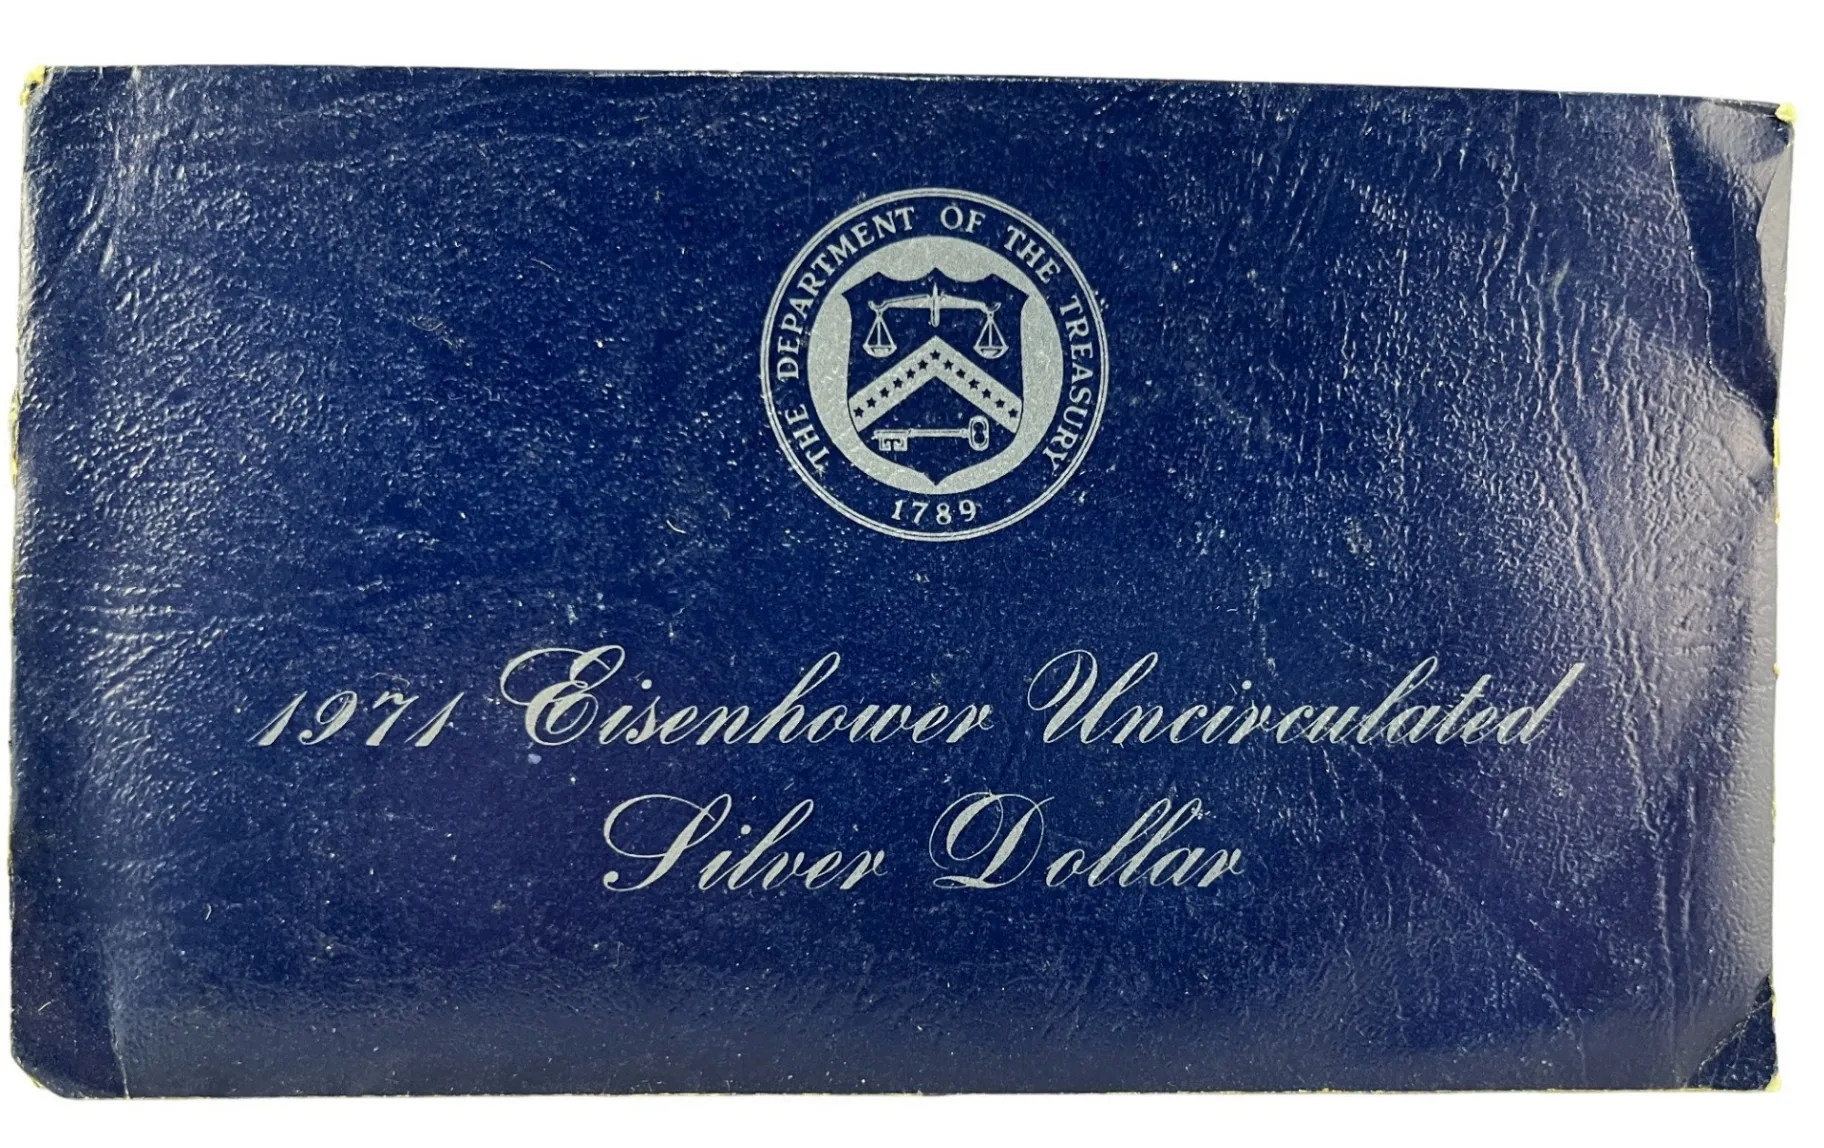 THE DEPARTMENT OF THE TREASURY
1789
1971 Eisenhower Uncirculated
Silver Dollar